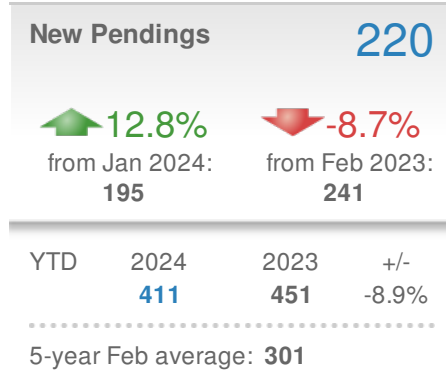 New Pendings 220
12.8% -8.7%
from Jan 2024: from Feb 2023:
195 241
YTD 2024 2023 +/-
411 451 -8.9%
5-year Feb average: 301